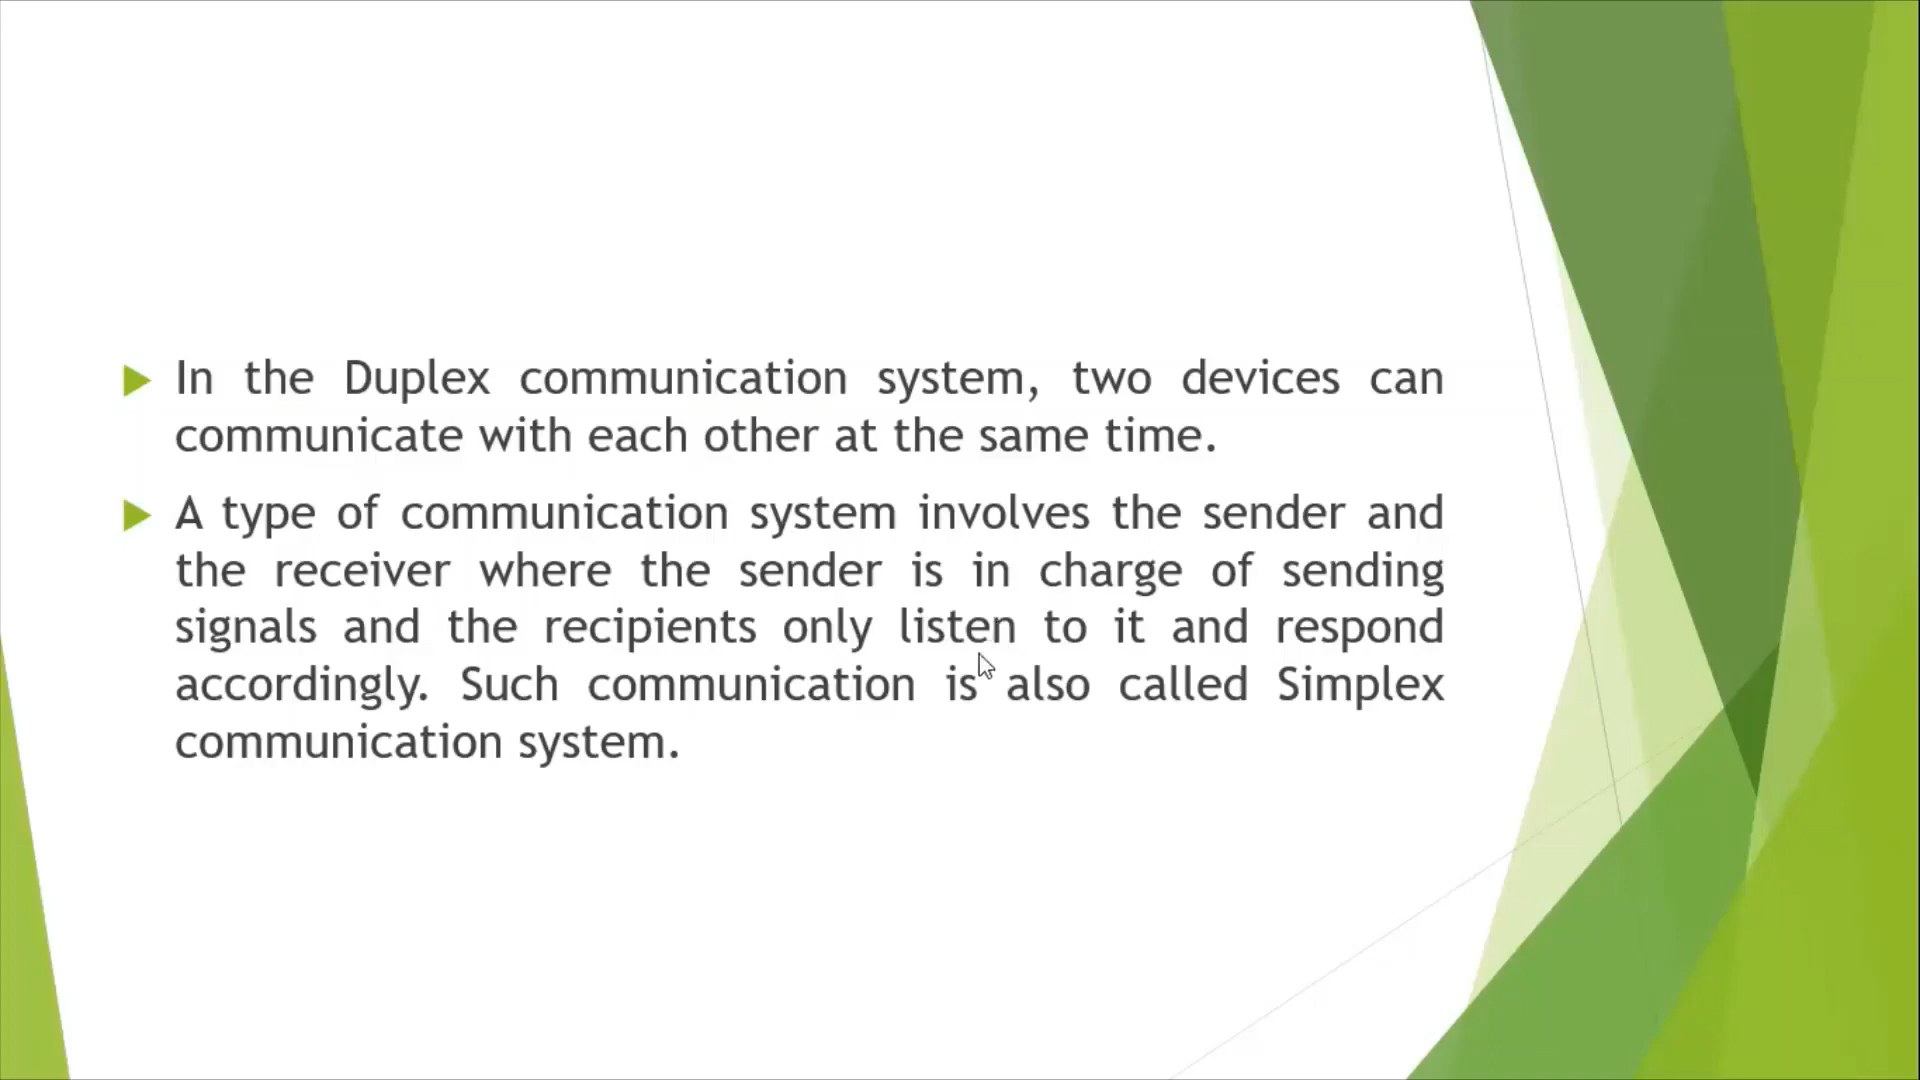 In the Duplex communication system, two devices can
communicate with each other at the same time.
A type of communication system involves the sender and
the receiver where the sender is in charge of sending
signals and the recipients only listen to it and respond
accordingly. Such communication is also called Simplex
communication system.